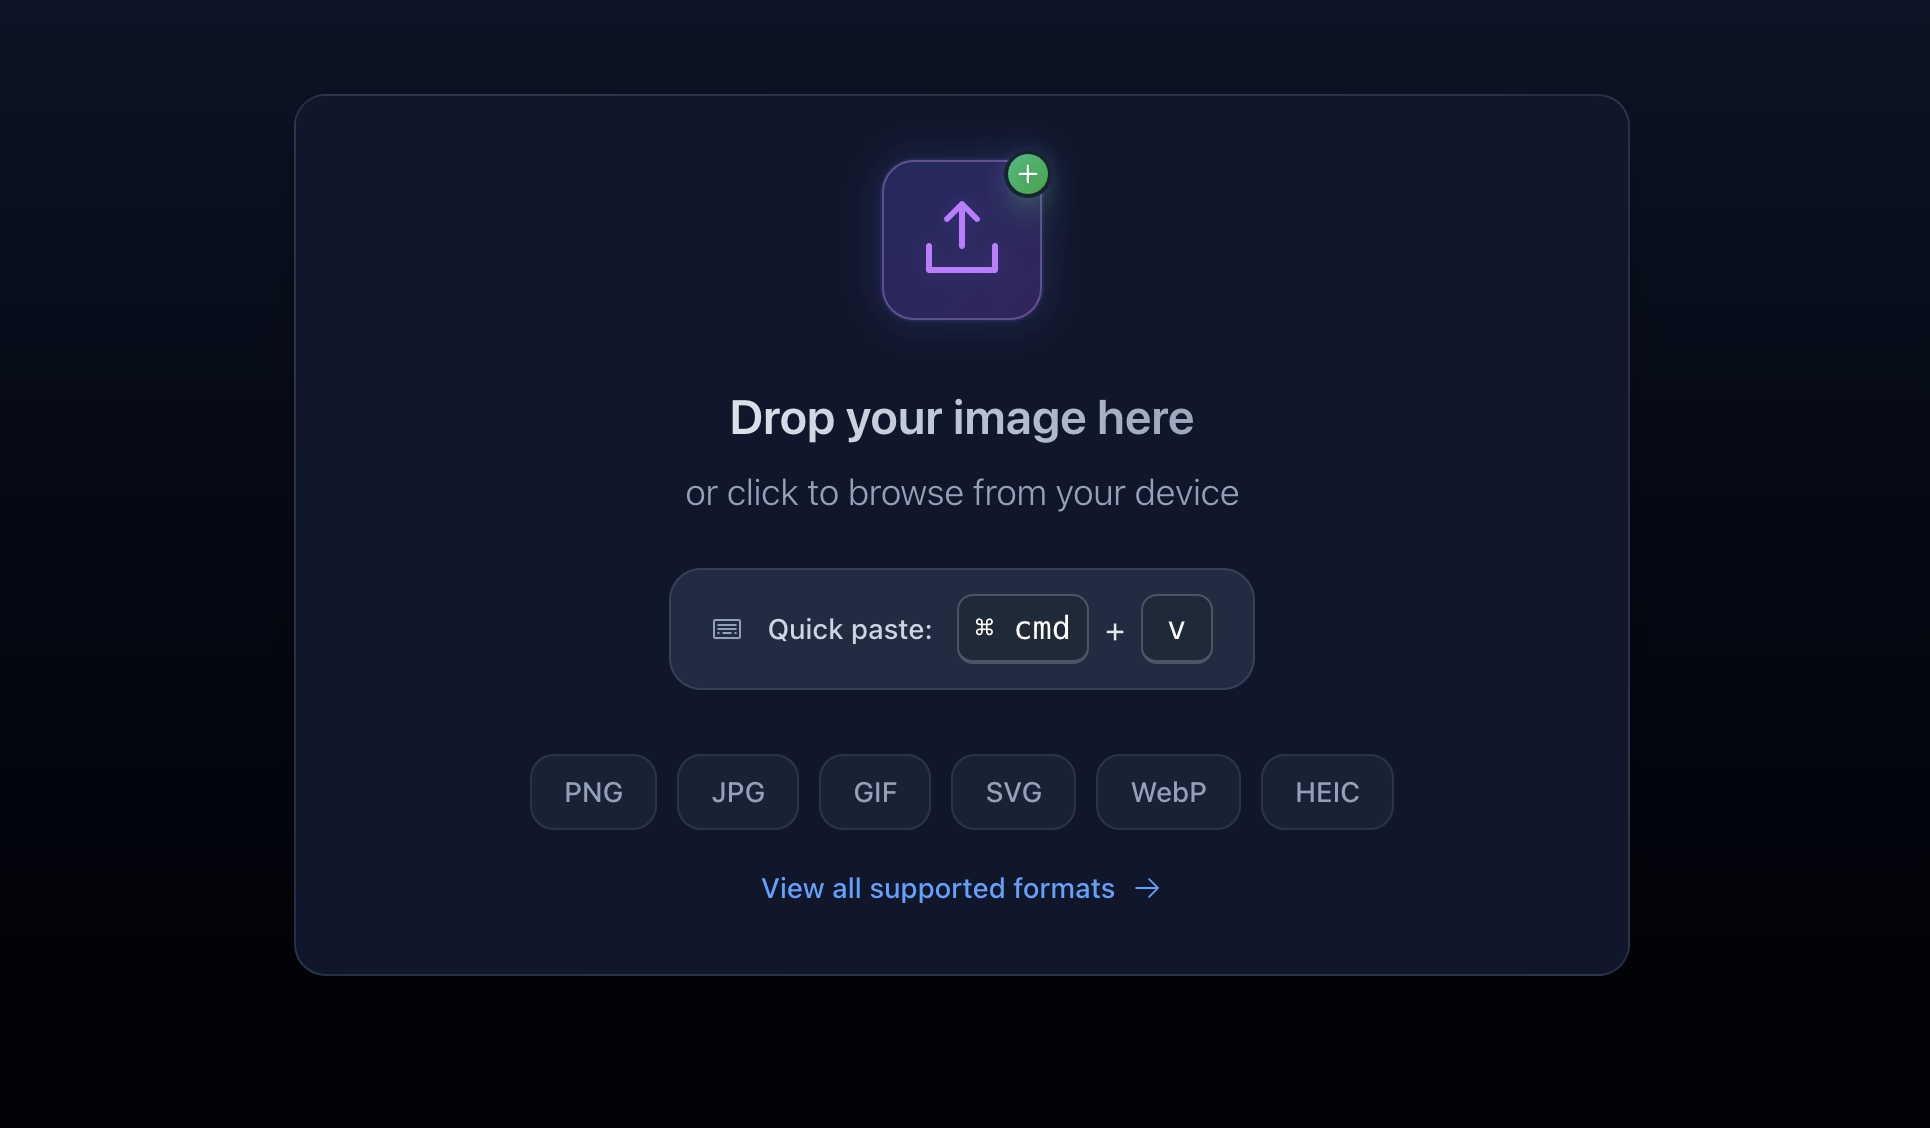 Drop your image here
or click to browse from your device
Quick paste: ⌘ cmd + v
PNG JPG GIF SVG WebP HEIC
View all supported formats →